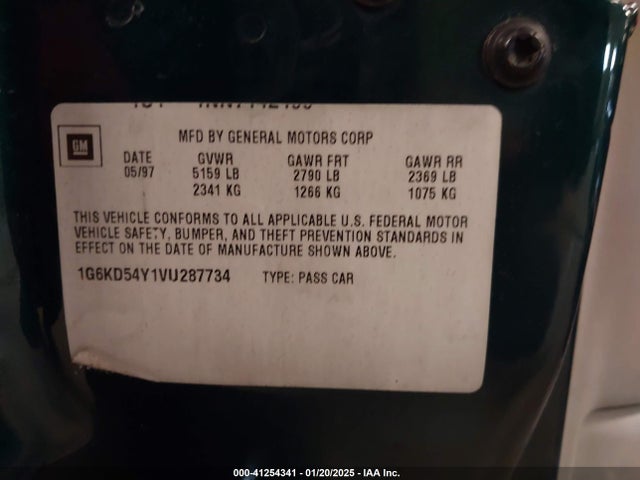 MFD BY GENERAL MOTORS CORP
GM
DATE GVWR GAWR FRT GAWR RR
05/97 5159 LB 2790 LB 2369 LB
2341 KG 1266 KG 1075 KG
THIS VEHICLE CONFORMS TO ALL APPLICABLE U.S. FEDERAL MOTOR
VEHICLE SAFETY, BUMPER, AND THEFT PREVENTION STANDARDS IN
EFFECT ON THE DATE OF MANUFACTURE SHOWN ABOVE.
1G6KD54Y1VU287734 TYPE: PASS CAR
000-41254341 - 01/20/2025 - IAA Inc.